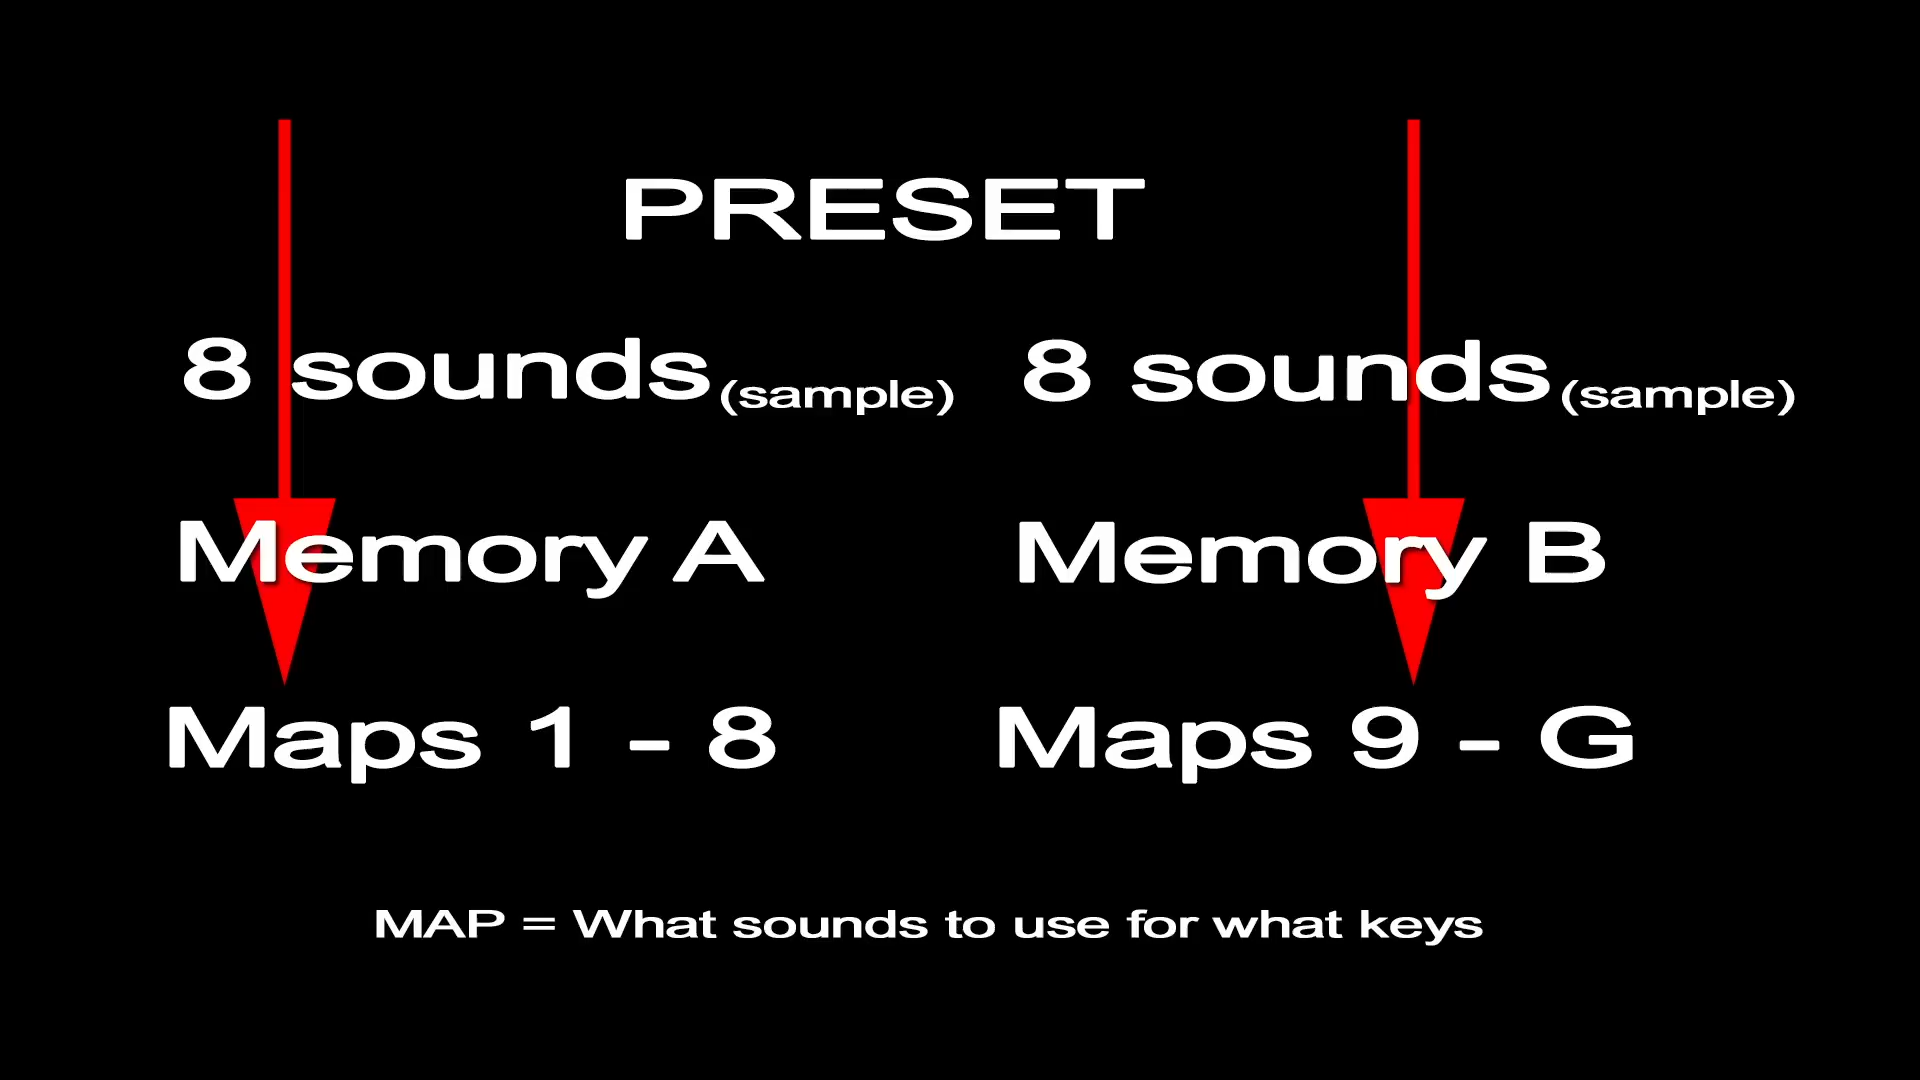 PRESET
8 sounds (sample) 8 sounds (sample)
Memory A Memory B
Maps 1 - 8 Maps 9 - G
MAP = What sounds to use for what keys